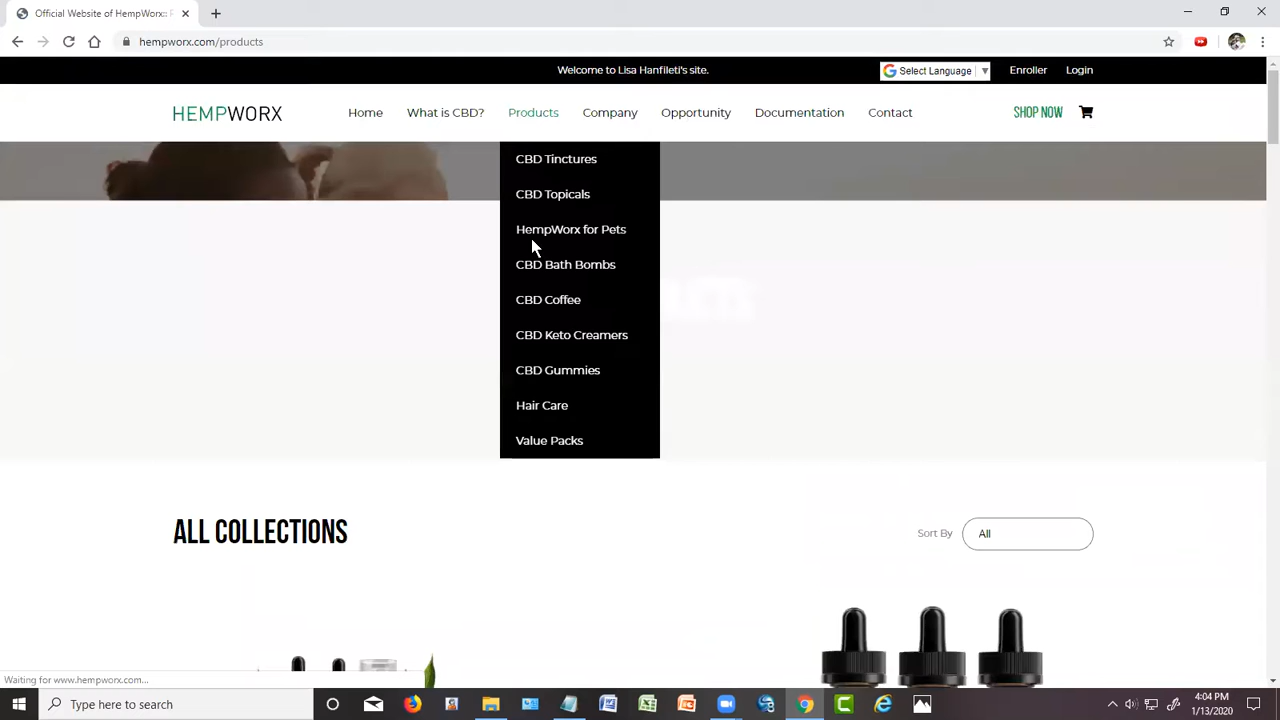 Official Website of HempWorx: F
hempworx.com/products
Welcome to Lisa Hanfileti's site.
Select Language
Enroller
Login
HEMPWORX
Home
What is CBD?
Products
Company
Opportunity
Documentation
Contact
SHOP NOW
CBD Tinctures
CBD Topicals
HempWorx for Pets
CBD Bath Bombs
CBD Coffee
CBD Keto Creamers
CBD Gummies
Hair Care
Value Packs
ALL COLLECTIONS
Sort By
All
Waiting for www.hempworx.com...
Type here to search
4:04 PM
1/13/2020